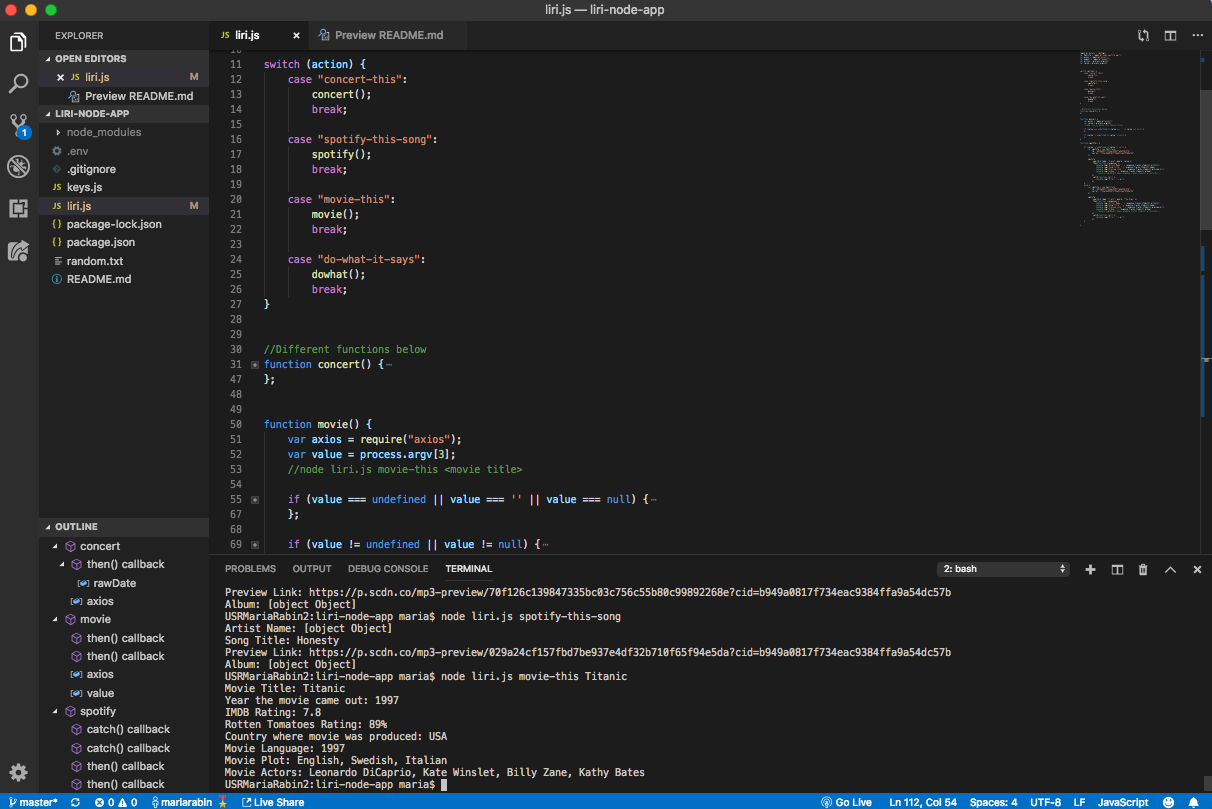 liri.js — liri-node-app
EXPLORER
OPEN EDITORS
JS liri.js M
Preview README.md
LIRI-NODE-APP
node_modules
.env
.gitignore
JS keys.js
JS liri.js M
{} package-lock.json
{} package.json
random.txt
README.md
OUTLINE
concert
then() callback
rawDate
axios
movie
then() callback
then() callback
axios
value
spotify
catch() callback
catch() callback
then() callback
then() callback
JS liri.js
Preview README.md
10
11 switch (action) {
12 case "concert-this":
13 concert();
14 break;
15
16 case "spotify-this-song":
17 spotify();
18 break;
19
20 case "movie-this":
21 movie();
22 break;
23
24 case "do-what-it-says":
25 dowhat();
26 break;
27 }
28
29
30 //Different functions below
31 function concert() {…
47 };
48
49
50 function movie() {
51 var axios = require("axios");
52 var value = process.argv[3];
53 //node liri.js movie-this <movie title>
54
55 if (value === undefined || value === '' || value === null) {…
67 };
68
69 if (value != undefined || value != null) {…
PROBLEMS OUTPUT DEBUG CONSOLE TERMINAL 2: bash
Preview Link: https://p.scdn.co/mp3-preview/70f126c139847335bc03c756c55b80c99892268e?cid=b949a0817f734eac9384ffa9a54dc57b
Album: [object Object]
USRMariaRabin2:liri-node-app maria$ node liri.js spotify-this-song
Artist Name: [object Object]
Song Title: Honesty
Preview Link: https://p.scdn.co/mp3-preview/029a24cf157fbd7be937e4df32b710f65f94e5da?cid=b949a0817f734eac9384ffa9a54dc57b
Album: [object Object]
USRMariaRabin2:liri-node-app maria$ node liri.js movie-this Titanic
Movie Title: Titanic
Year the movie came out: 1997
IMDB Rating: 7.8
Rotten Tomatoes Rating: 89%
Country where movie was produced: USA
Movie Language: 1997
Movie Plot: English, Swedish, Italian
Movie Actors: Leonardo DiCaprio, Kate Winslet, Billy Zane, Kathy Bates
USRMariaRabin2:liri-node-app maria$
1
master* 0 0 mariarabin Live Share Go Live Ln 112, Col 54 Spaces: 4 UTF-8 LF JavaScript